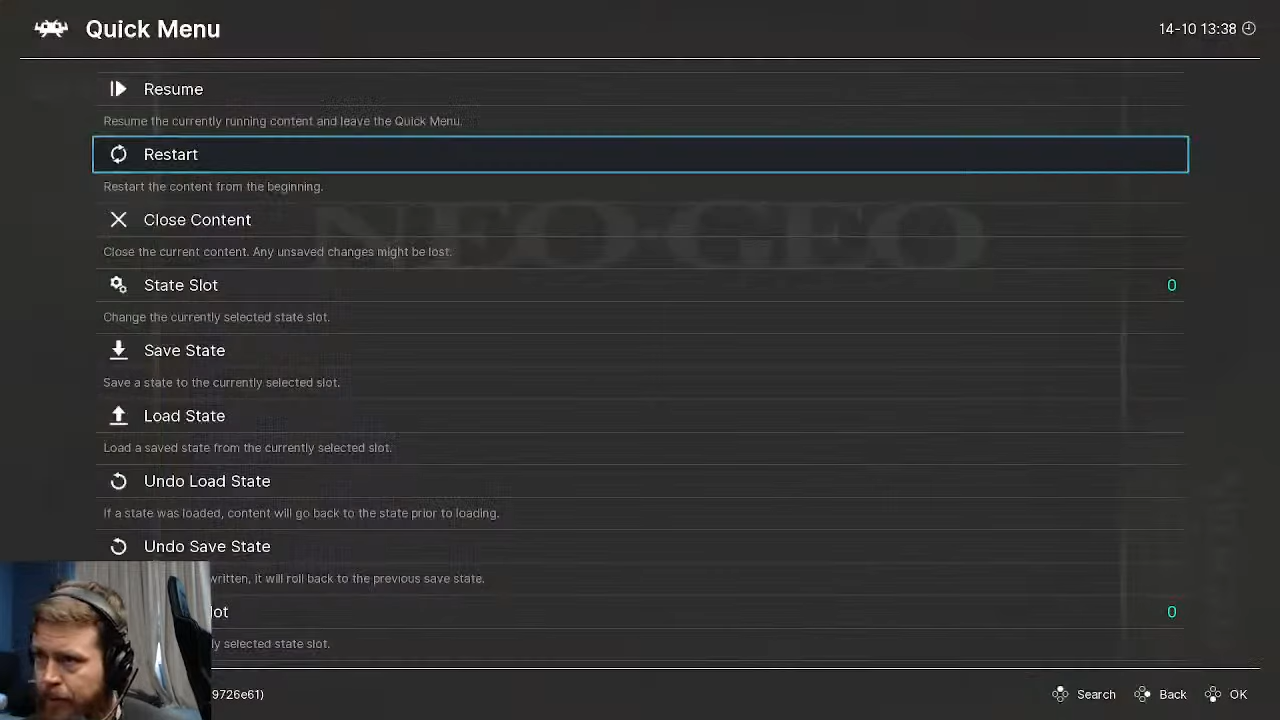 Quick Menu
14-10 13:38
Resume
Resume the currently running content and leave the Quick Menu.
Restart
Restart the content from the beginning.
NEO·GEO
Close Content
Close the current content. Any unsaved changes might be lost.
State Slot 0
Change the currently selected state slot.
Save State
Save a state to the currently selected slot.
Load State
Load a saved state from the currently selected slot.
Undo Load State
If a state was loaded, content will go back to the state prior to loading.
Undo Save State
written, it will roll back to the previous save state.
lot 0
ly selected state slot.
9726e61)
Search Back OK